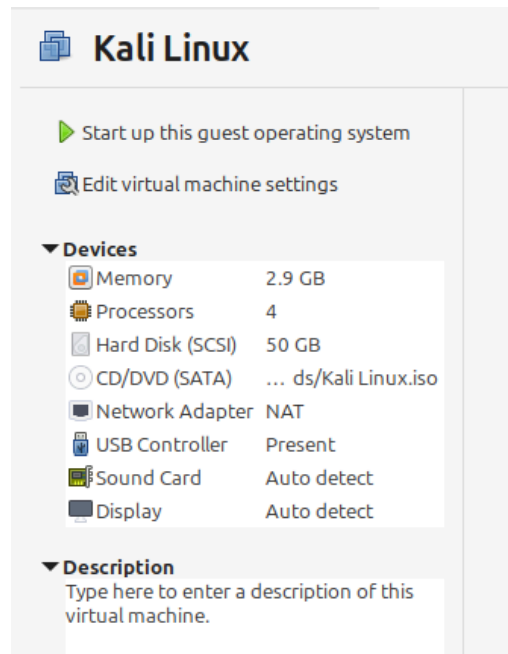 Kali Linux
Start up this guest operating system
Edit virtual machine settings
Devices
Memory 2.9 GB
Processors 4
Hard Disk (SCSI) 50 GB
CD/DVD (SATA) … ds/Kali Linux.iso
Network Adapter NAT
USB Controller Present
Sound Card Auto detect
Display Auto detect
Description
Type here to enter a description of this
virtual machine.